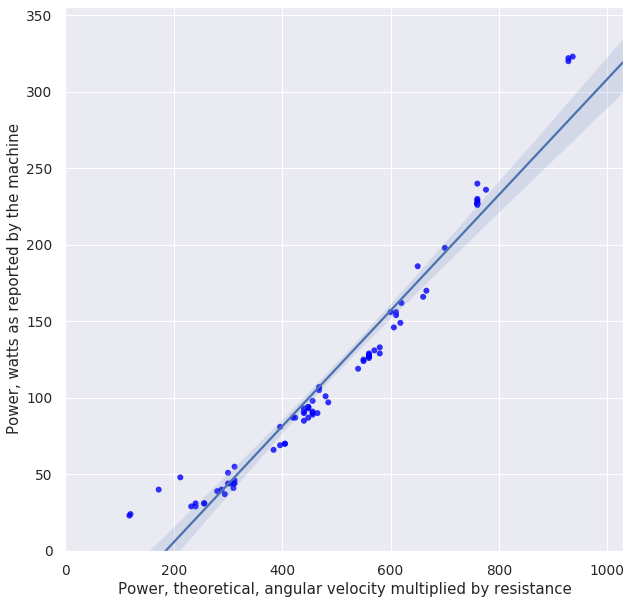 350
300
250
200
150
100
50
0
Power, watts as reported by the machine
0 200 400 600 800 1000
Power, theoretical, angular velocity multiplied by resistance